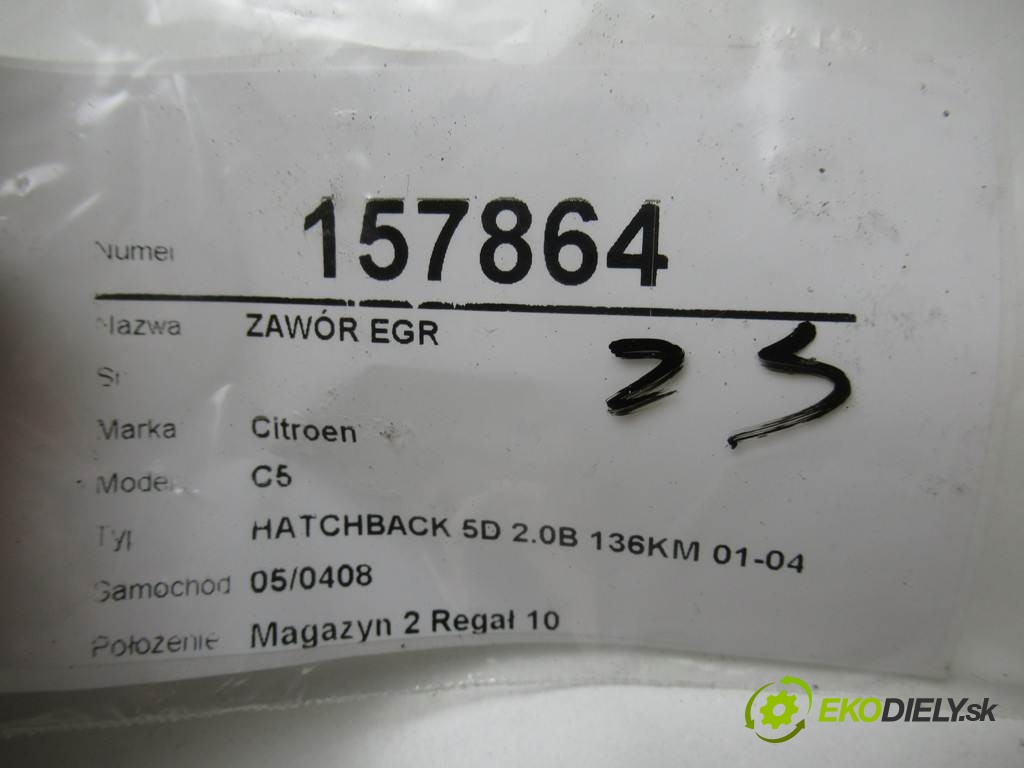 Numer 157864
Nazwa ZAWÓR EGR
23
Marka Citroen
Model C5
Typ HATCHBACK 5D 2.0B 136KM 01-04
Samochod 05/0408
Położenie Magazyn 2 Regał 10
EKODIELY.sk